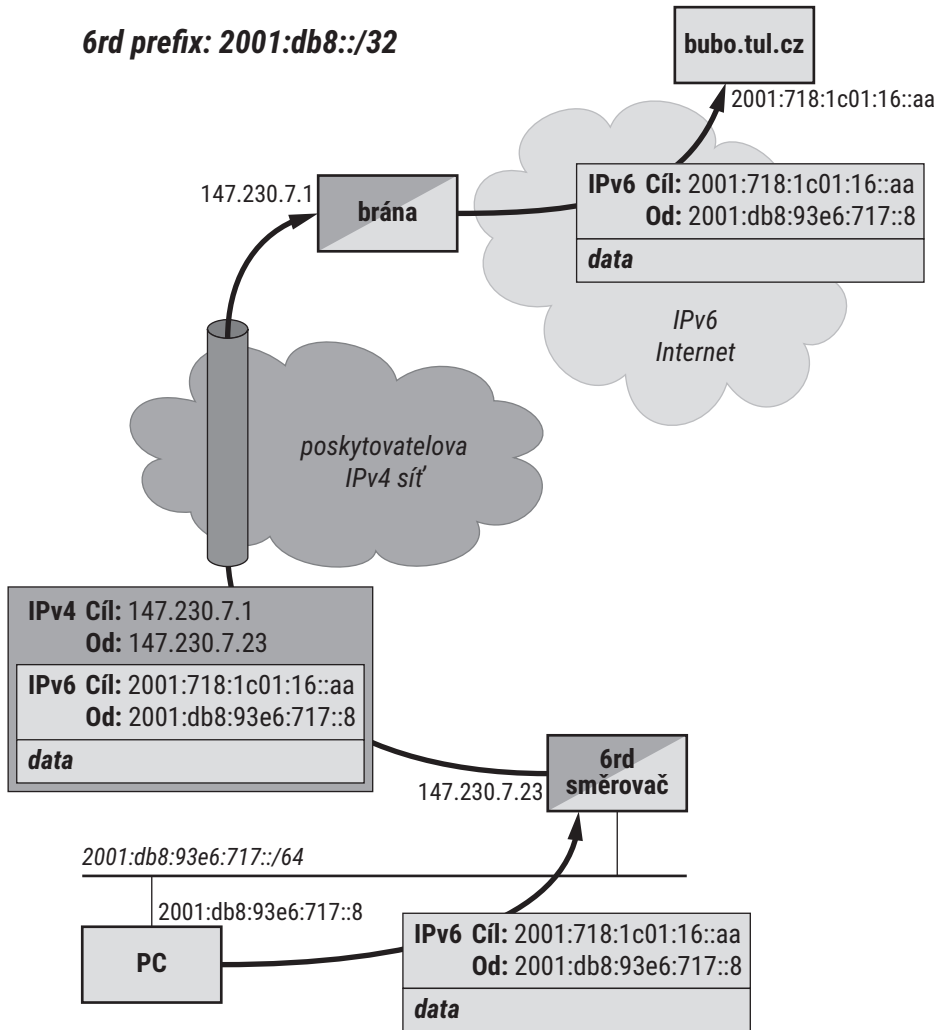 6rd prefix: 2001:db8::/32
bubo.tul.cz
2001:718:1c01:16::aa
IPv6 Cíl: 2001:718:1c01:16::aa
Od: 2001:db8:93e6:717::8
data
147.230.7.1
brána
IPv6
Internet
poskytovatelova
IPv4 síť
IPv4 Cíl: 147.230.7.1
Od: 147.230.7.23
IPv6 Cíl: 2001:718:1c01:16::aa
Od: 2001:db8:93e6:717::8
data
6rd
směrovač
147.230.7.23
2001:db8:93e6:717::/64
2001:db8:93e6:717::8
PC
IPv6 Cíl: 2001:718:1c01:16::aa
Od: 2001:db8:93e6:717::8
data